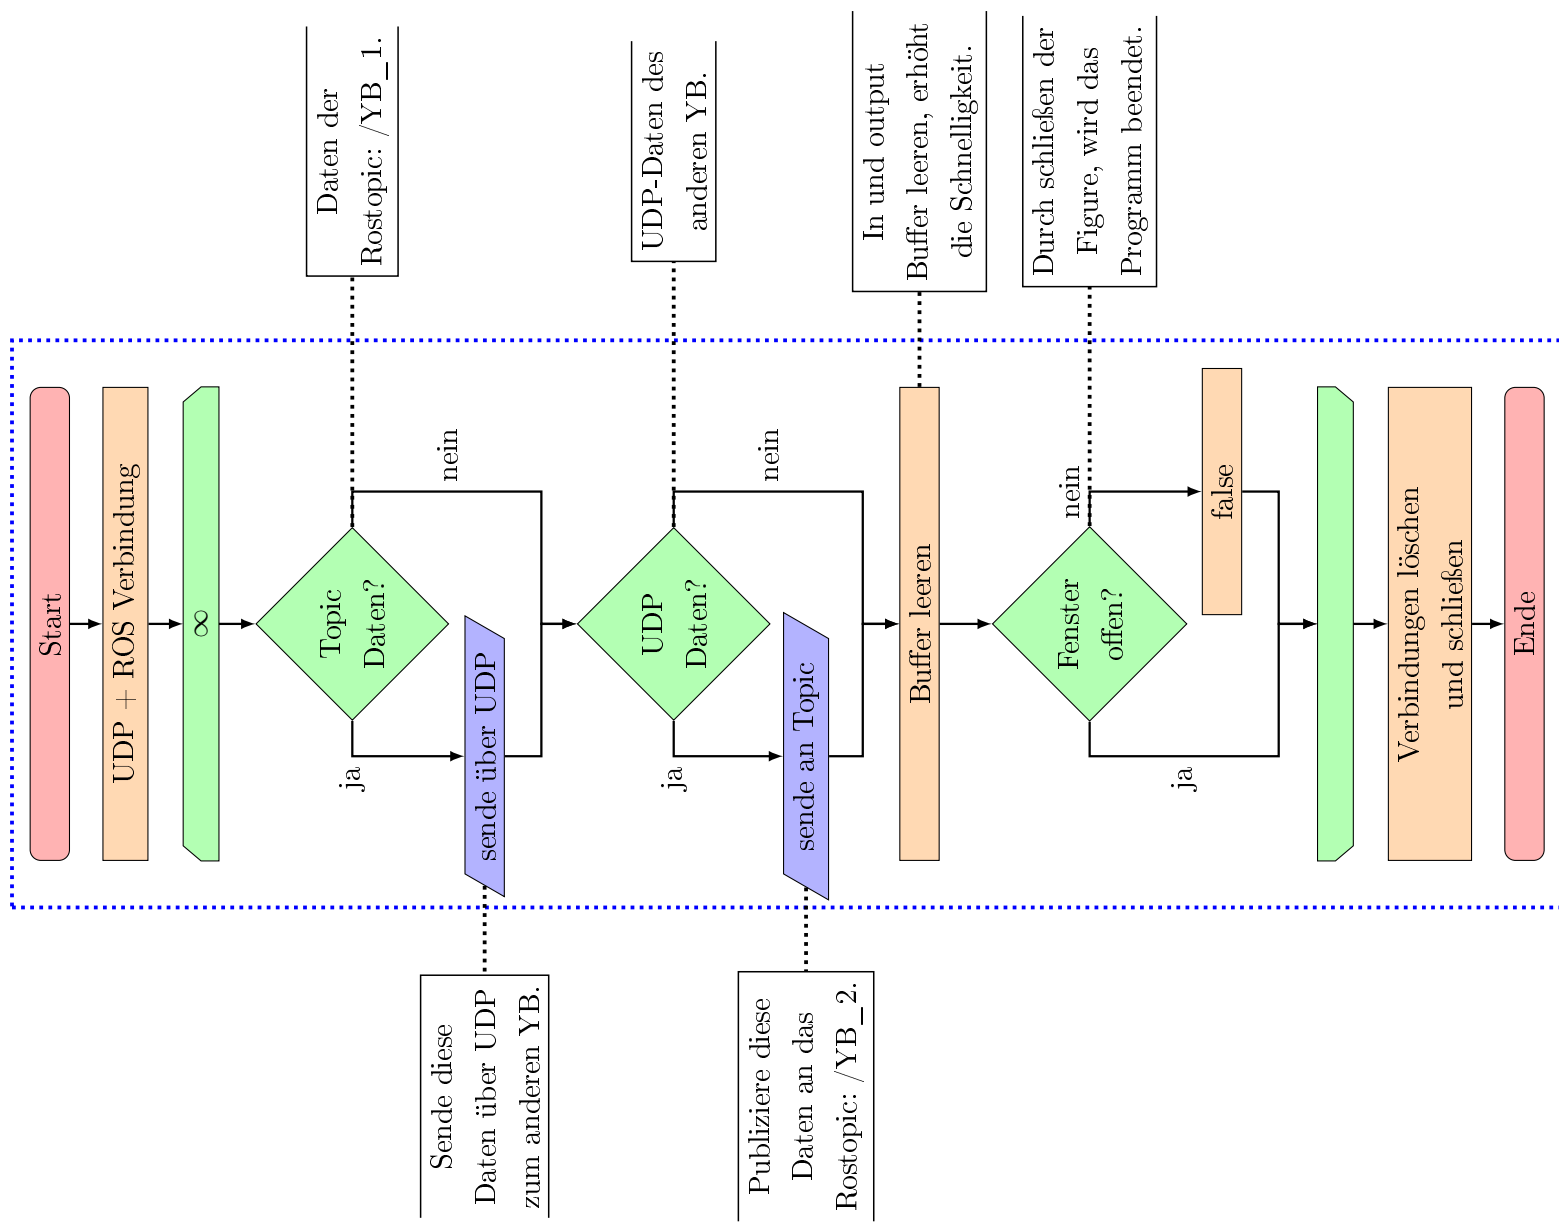 Start
UDP + ROS Verbindung
∞
Topic
Daten?
Daten der
Rostopic: /YB_1.
ja
nein
sende über UDP
Sende diese
Daten über UDP
zum anderen YB.
UDP
Daten?
UDP-Daten des
anderen YB.
ja
nein
sende an Topic
Publiziere diese
Daten an das
Rostopic: /YB_2.
Buffer leeren
In und output
Buffer leeren, erhöht
die Schnelligkeit.
Fenster
offen?
Durch schließen der
Figure, wird das
Programm beendet.
nein
ja
false
Verbindungen löschen
und schließen
Ende